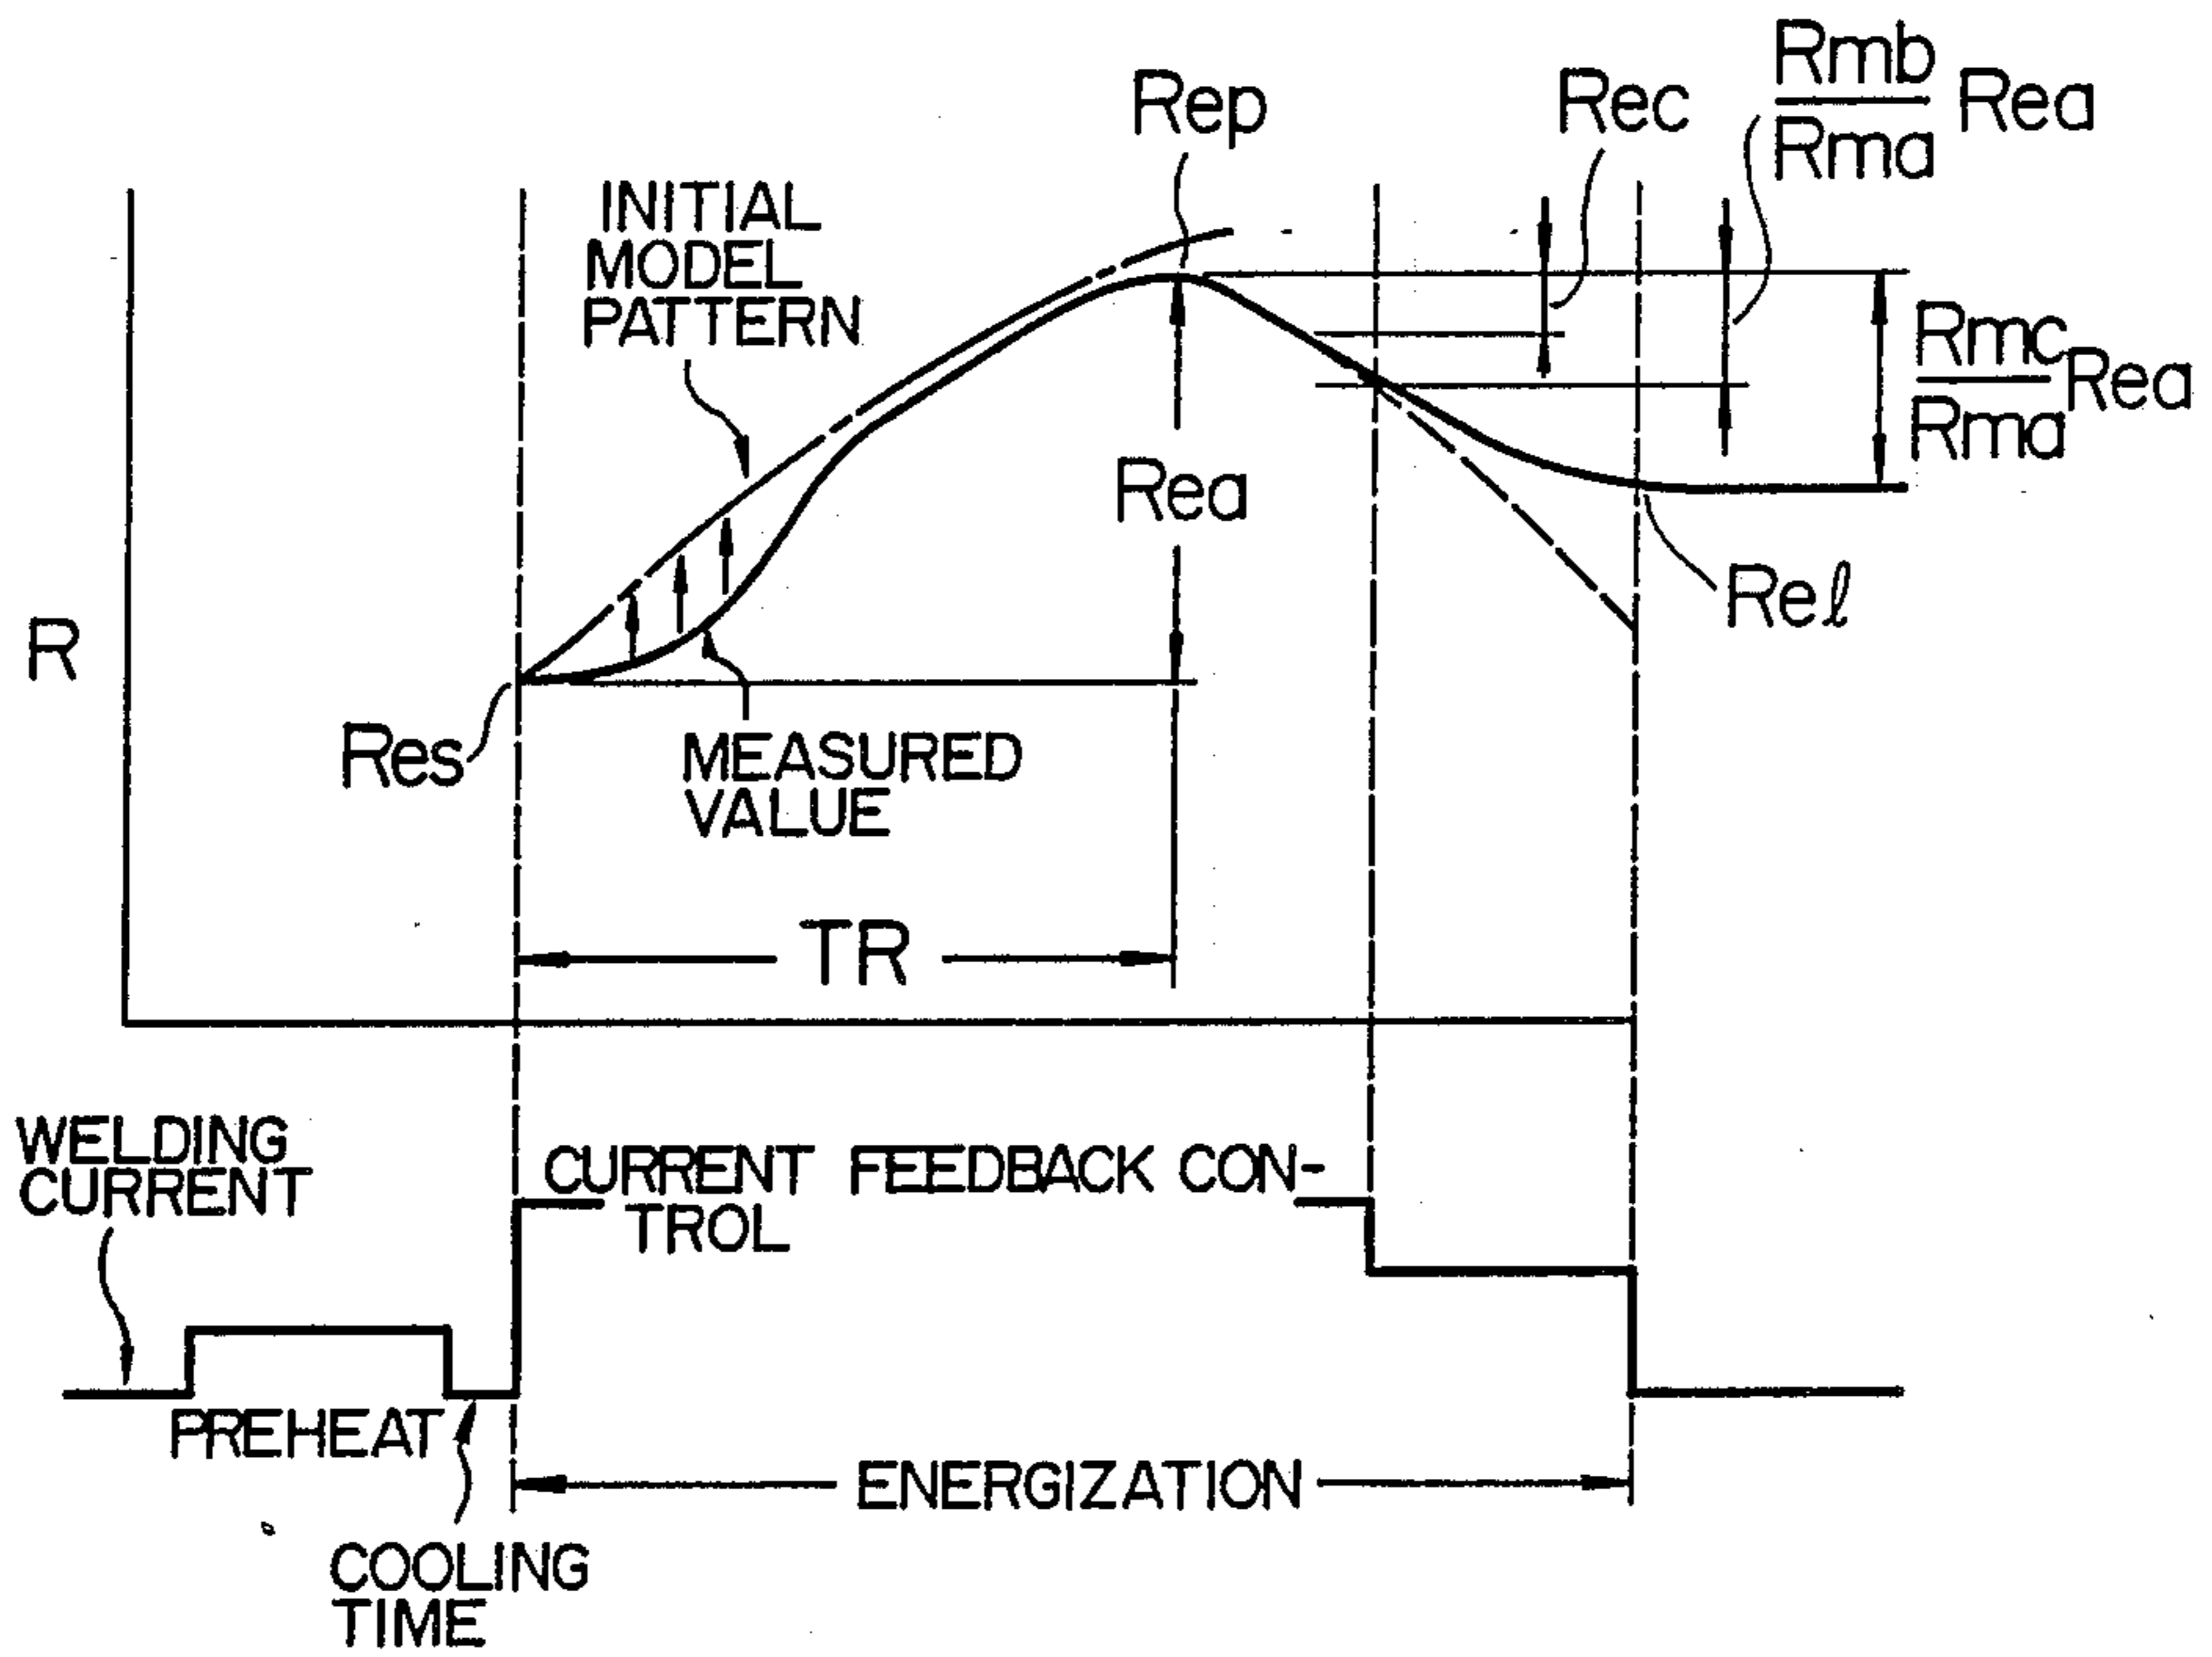 Rmb
Rep
Rec
Rea
Rma
INITIAL
MODEL
PATTERN
Rmc
Rea
Rma
Rea
Reℓ
R
Res
MEASURED
VALUE
TR
WELDING
CURRENT
CURRENT FEEDBACK CON-
TROL
PREHEAT
ENERGIZATION
COOLING
TIME